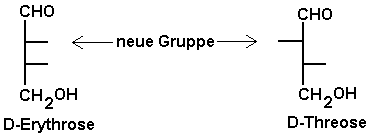 CHO CHO
neue Gruppe
CH2OH CH2OH
D-Erythrose D-Threose